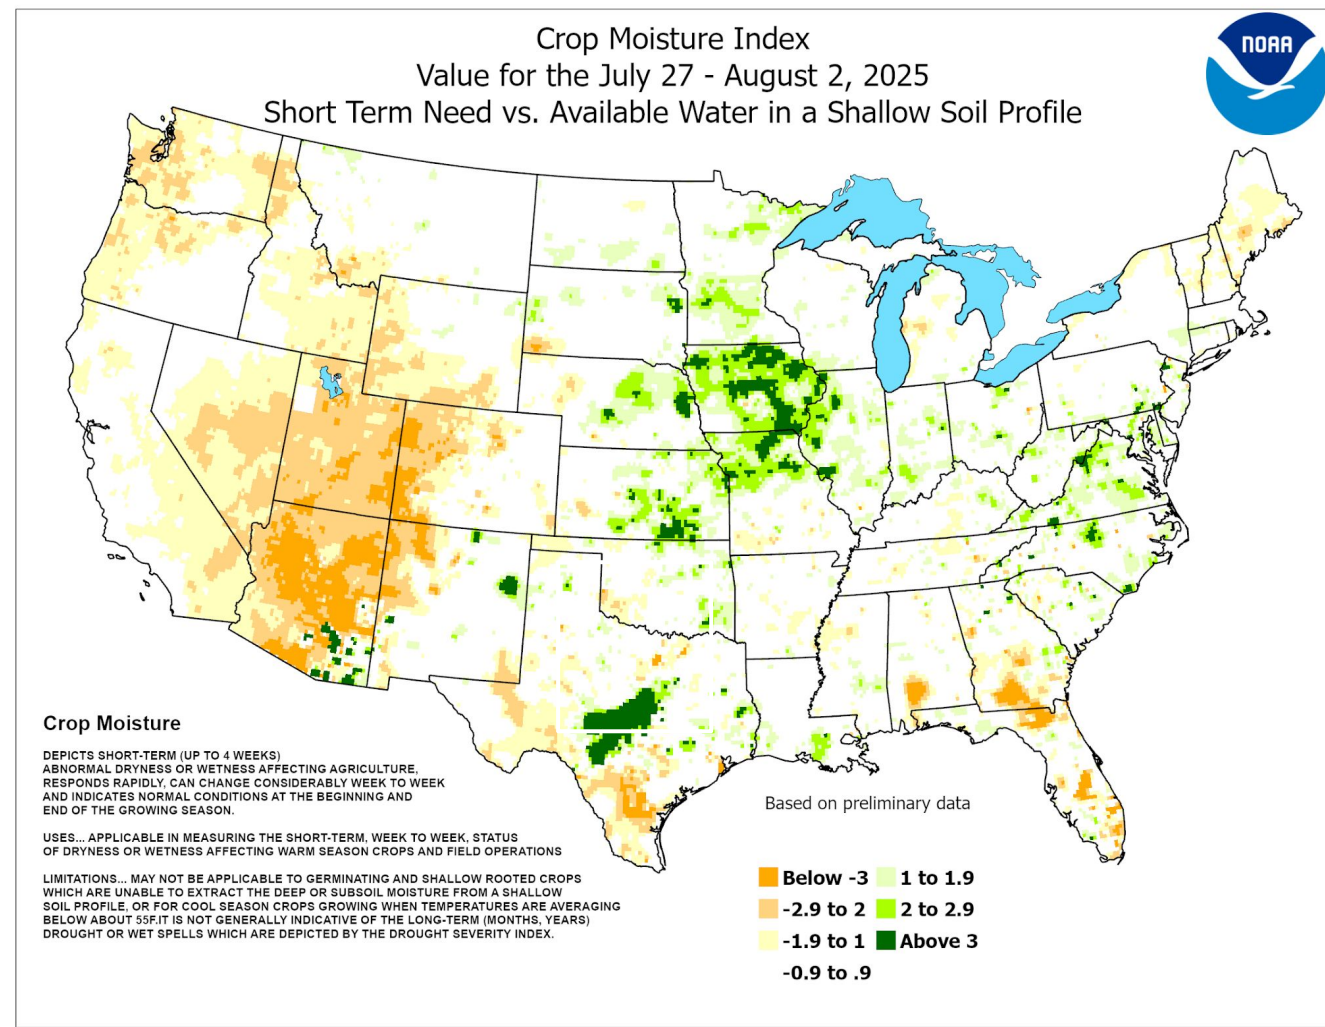 Crop Moisture Index
Value for the July 27 - August 2, 2025
Short Term Need vs. Available Water in a Shallow Soil Profile
NOAA
Crop Moisture
DEPICTS SHORT-TERM (UP TO 4 WEEKS)
ABNORMAL DRYNESS OR WETNESS AFFECTING AGRICULTURE,
RESPONDS RAPIDLY, CAN CHANGE CONSIDERABLY WEEK TO WEEK
AND INDICATES NORMAL CONDITIONS AT THE BEGINNING AND
END OF THE GROWING SEASON.
USES... APPLICABLE IN MEASURING THE SHORT-TERM, WEEK TO WEEK, STATUS
OF DRYNESS OR WETNESS AFFECTING WARM SEASON CROPS AND FIELD OPERATIONS
LIMITATIONS... MAY NOT BE APPLICABLE TO GERMINATING AND SHALLOW ROOTED CROPS
WHICH ARE UNABLE TO EXTRACT THE DEEP OR SUBSOIL MOISTURE FROM A SHALLOW
SOIL PROFILE, OR FOR COOL SEASON CROPS GROWING WHEN TEMPERATURES ARE AVERAGING
BELOW ABOUT 55F.IT IS NOT GENERALLY INDICATIVE OF THE LONG-TERM (MONTHS, YEARS)
DROUGHT OR WET SPELLS WHICH ARE DEPICTED BY THE DROUGHT SEVERITY INDEX.
Based on preliminary data
Below -3
-2.9 to 2
-1.9 to 1
-0.9 to .9
1 to 1.9
2 to 2.9
Above 3